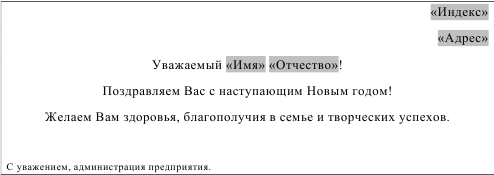 «Индекс»
«Адрес»
Уважаемый «Имя» «Отчество»!
Поздравляем Вас с наступающим Новым годом!
Желаем Вам здоровья, благополучия в семье и творческих успехов.
С уважением, администрация предприятия.